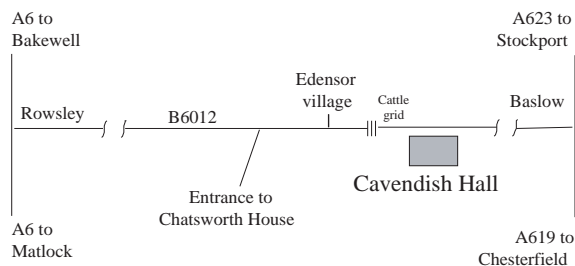 A6 to
Bakewell
A623 to
Stockport
Edensor
village
Cattle
grid
Rowsley
B6012
Baslow
Cavendish Hall
Entrance to
Chatsworth House
A6 to
Matlock
A619 to
Chesterfield